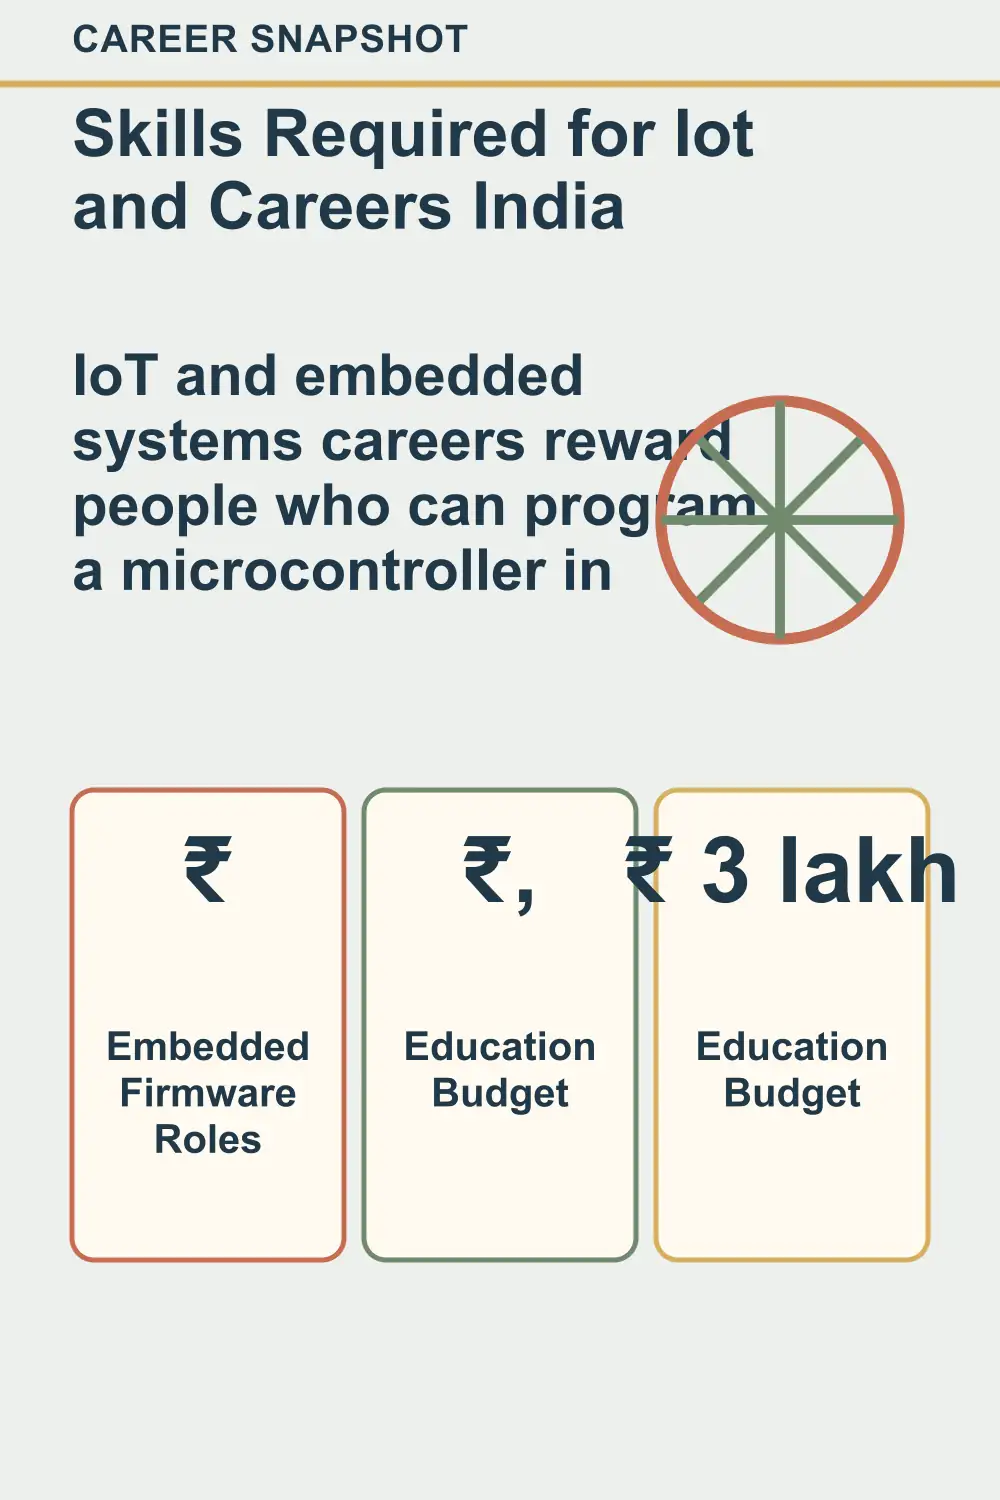 CAREER SNAPSHOT
Skills Required for Iot
and Careers India
IoT and embedded
systems careers reward
people who can program
a microcontroller in
₹
Embedded
Firmware
Roles
₹,
Education
Budget
₹ 3 lakh
Education
Budget